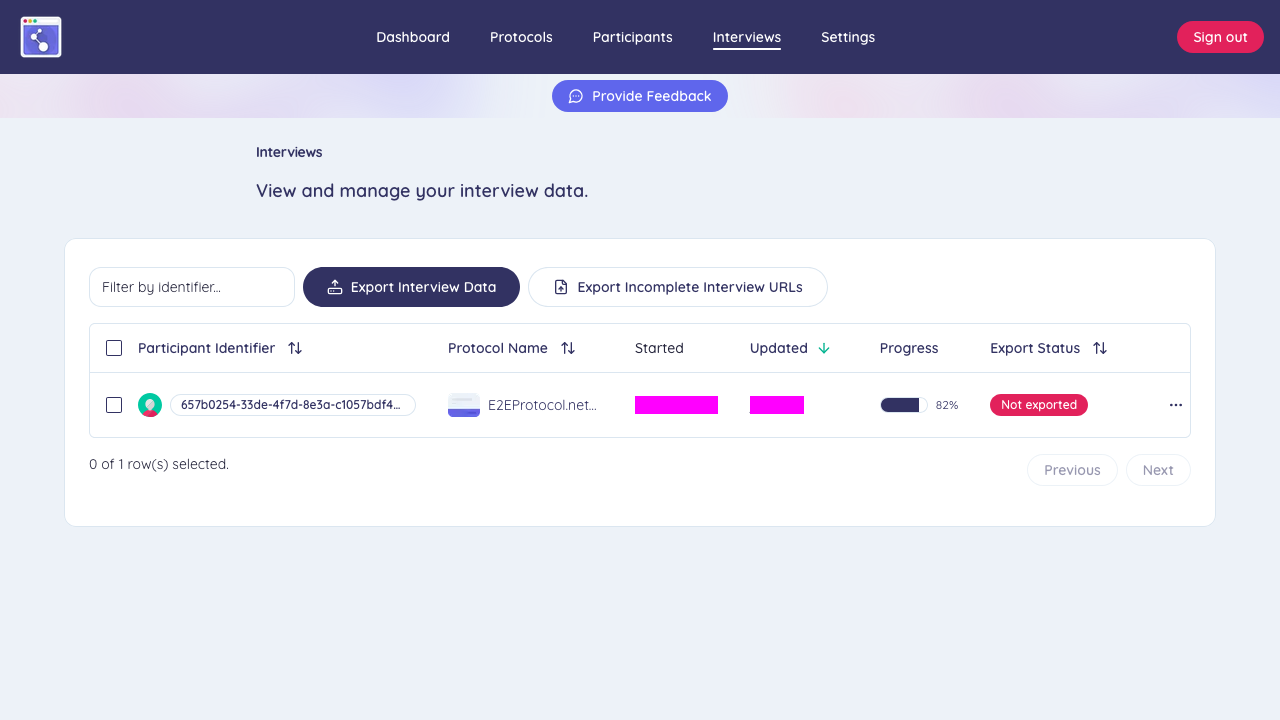 Dashboard Protocols Participants Interviews Settings Sign out
Provide Feedback
Interviews
View and manage your interview data.
Filter by identifier... Export Interview Data Export Incomplete Interview URLs
Participant Identifier Protocol Name Started Updated Progress Export Status
657b0254-33de-4f7d-8e3a-c1057bdf4... E2EProtocol.net... 82% Not exported
0 of 1 row(s) selected. Previous Next